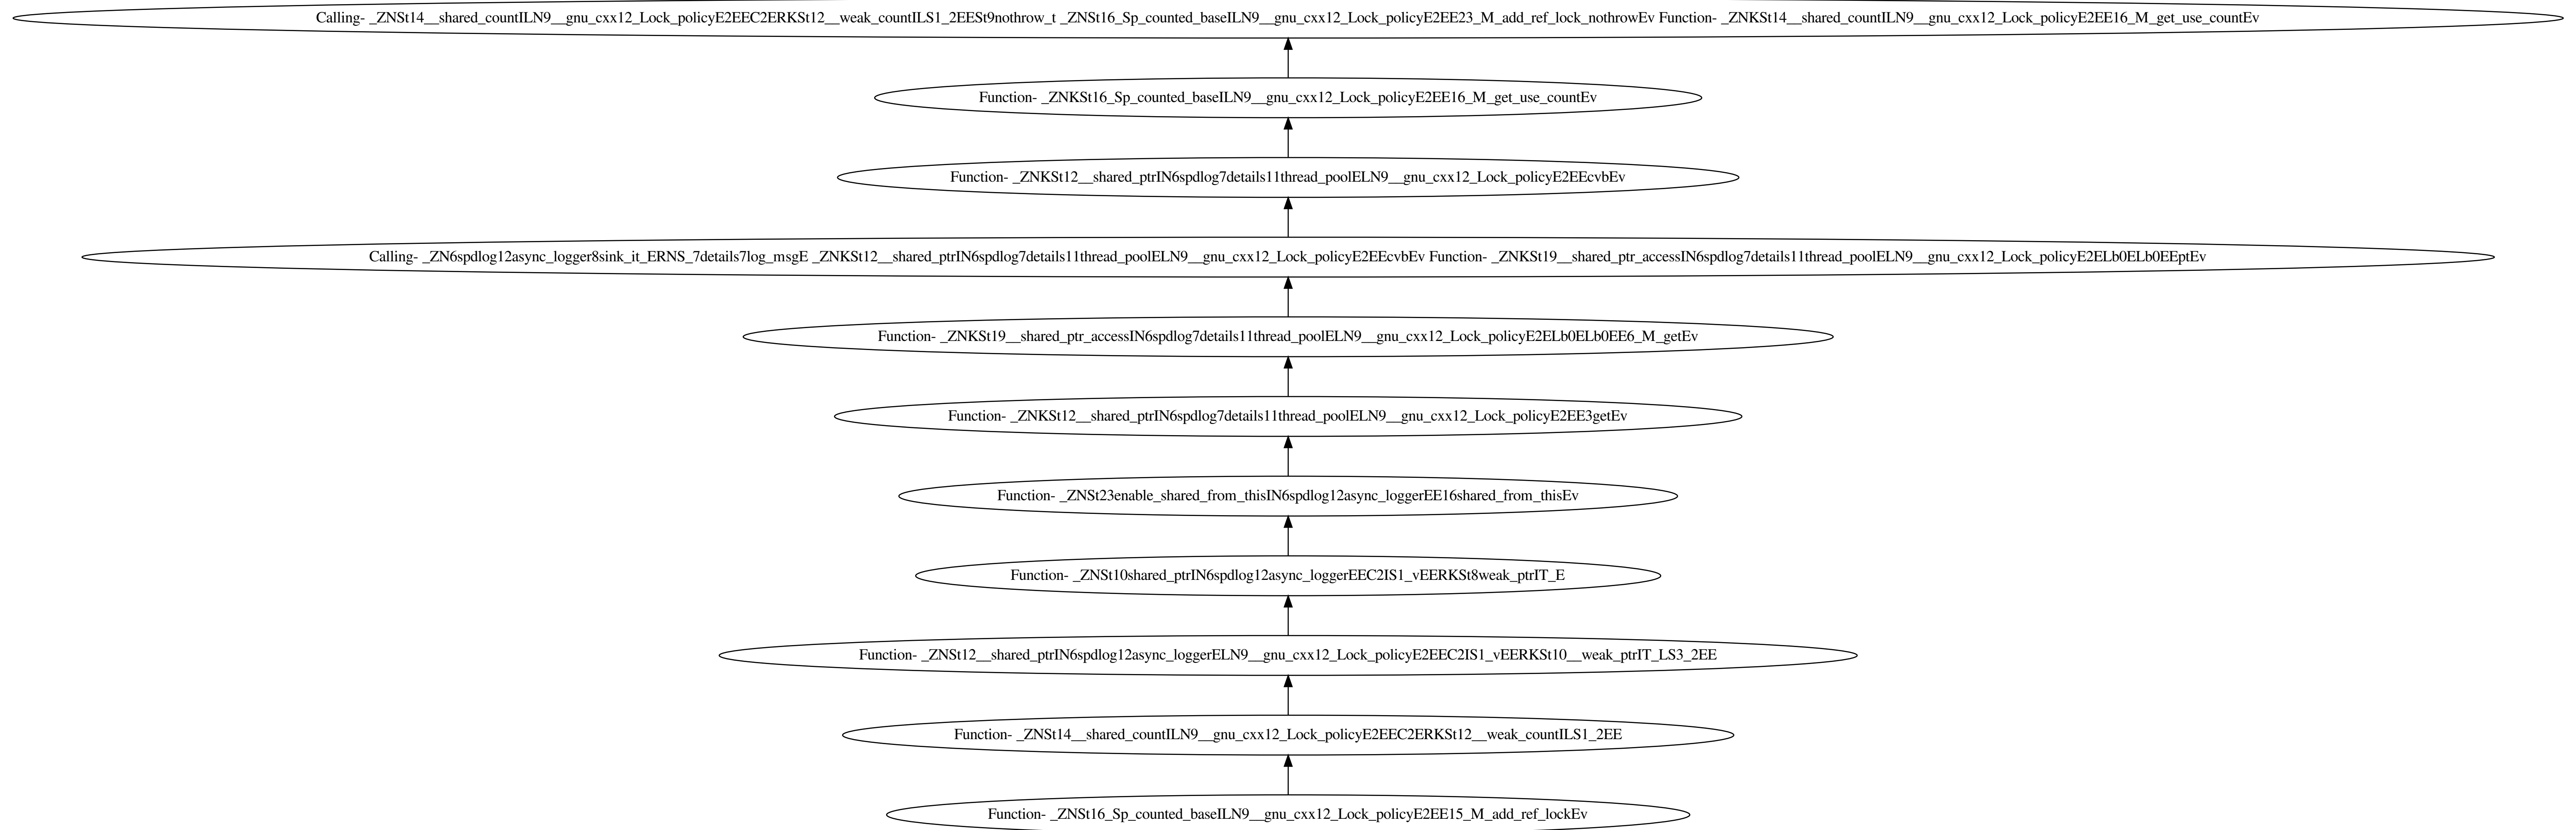 Calling- _ZNSt14__shared_countILN9__gnu_cxx12_Lock_policyE2EEC2ERKSt12__weak_countILS1_2EESt9nothrow_t _ZNSt16_Sp_counted_baseILN9__gnu_cxx12_Lock_policyE2EE23_M_add_ref_lock_nothrowEv Function- _ZNKSt14__shared_countILN9__gnu_cxx12_Lock_policyE2EE16_M_get_use_countEv
Function- _ZNKSt16_Sp_counted_baseILN9__gnu_cxx12_Lock_policyE2EE16_M_get_use_countEv
Function- _ZNKSt12__shared_ptrIN6spdlog7details11thread_poolELN9__gnu_cxx12_Lock_policyE2EEcvbEv
Calling- _ZN6spdlog12async_logger8sink_it_ERNS_7details7log_msgE _ZNKSt12__shared_ptrIN6spdlog7details11thread_poolELN9__gnu_cxx12_Lock_policyE2EEcvbEv Function- _ZNKSt19__shared_ptr_accessIN6spdlog7details11thread_poolELN9__gnu_cxx12_Lock_policyE2ELb0ELb0EEptEv
Function- _ZNKSt19__shared_ptr_accessIN6spdlog7details11thread_poolELN9__gnu_cxx12_Lock_policyE2ELb0ELb0EE6_M_getEv
Function- _ZNKSt12__shared_ptrIN6spdlog7details11thread_poolELN9__gnu_cxx12_Lock_policyE2EE3getEv
Function- _ZNSt23enable_shared_from_thisIN6spdlog12async_loggerEE16shared_from_thisEv
Function- _ZNSt10shared_ptrIN6spdlog12async_loggerEEC2IS1_vEERKSt8weak_ptrIT_E
Function- _ZNSt12__shared_ptrIN6spdlog12async_loggerELN9__gnu_cxx12_Lock_policyE2EEC2IS1_vEERKSt10__weak_ptrIT_LS3_2EE
Function- _ZNSt14__shared_countILN9__gnu_cxx12_Lock_policyE2EEC2ERKSt12__weak_countILS1_2EE
Function- _ZNSt16_Sp_counted_baseILN9__gnu_cxx12_Lock_policyE2EE15_M_add_ref_lockEv